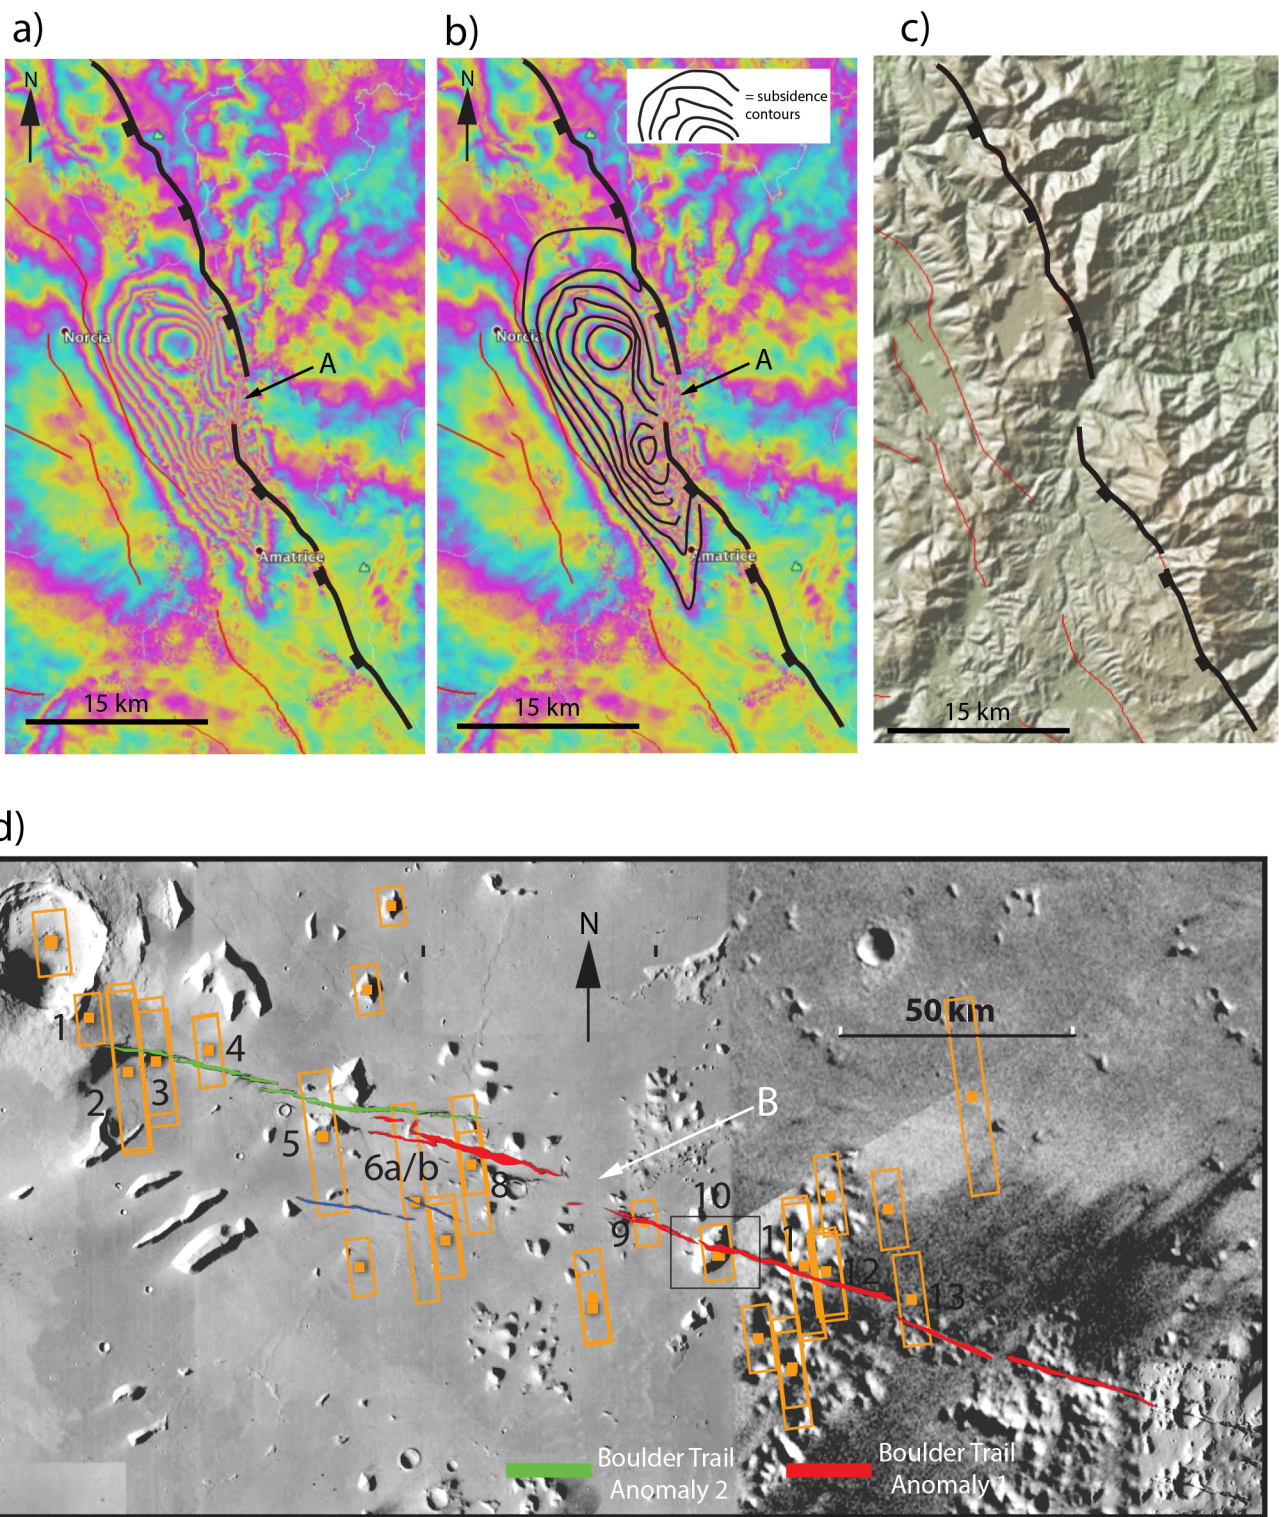 a)
b)
c)
N
N
= subsidence
contours
Norcia
Norcia
A
A
Amatrice
Amatrice
15 km
15 km
15 km
d)
N
50 km
1
4
2
3
5
B
6a/b
8
10
9
11
12
13
Boulder Trail
Anomaly 2
Boulder Trail
Anomaly 1